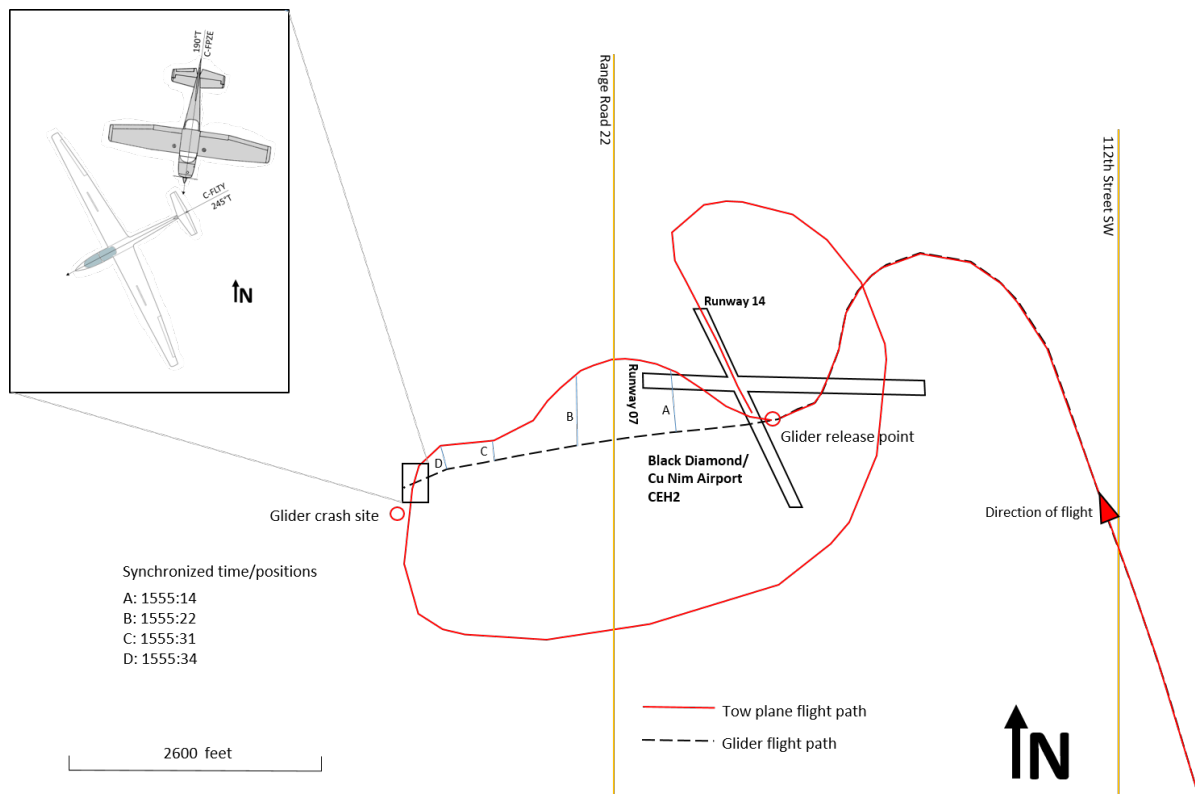 190°T
C-FPZE
C-FLTY
245°T
N
Range Road 22
112th Street SW
Runway 14
Runway 07
A
B
C
D
Glider release point
Black Diamond/
Cu Nim Airport
CEH2
Direction of flight
Glider crash site
Synchronized time/positions
A: 1555:14
B: 1555:22
C: 1555:31
D: 1555:34
Tow plane flight path
Glider flight path
2600 feet
N